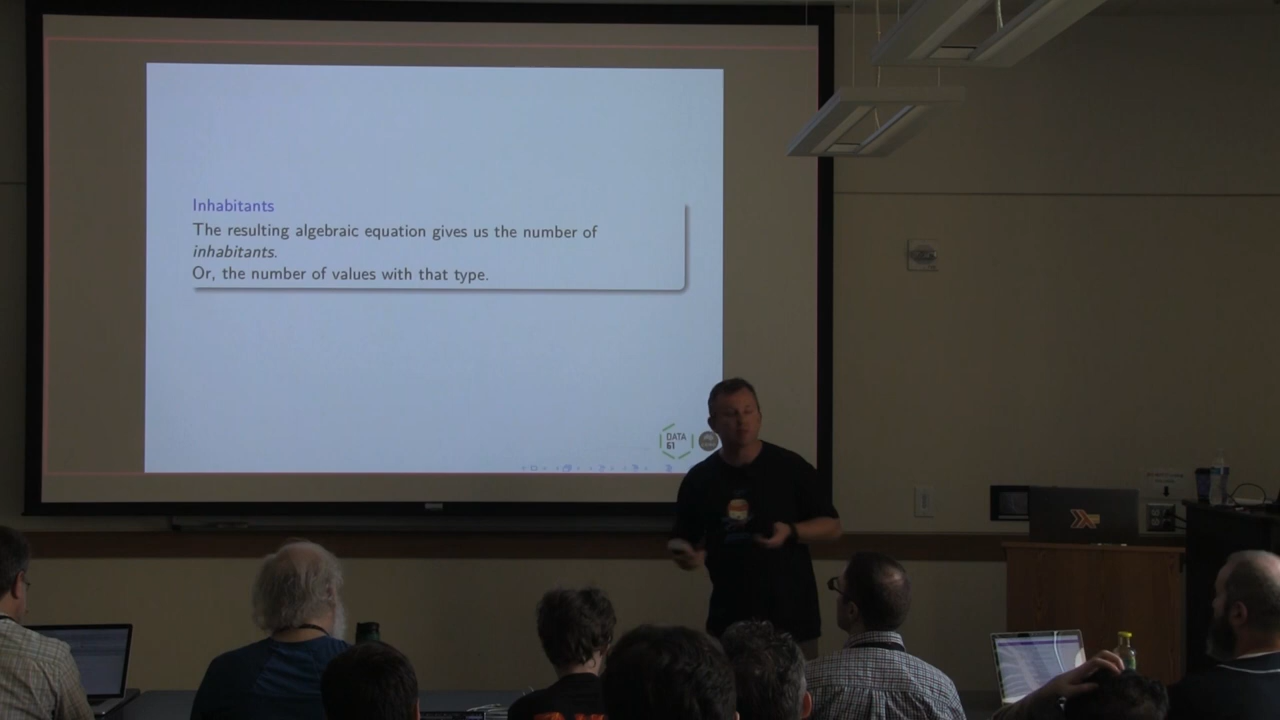 Inhabitants
The resulting algebraic equation gives us the number of
inhabitants.
Or, the number of values with that type.
DATA
61